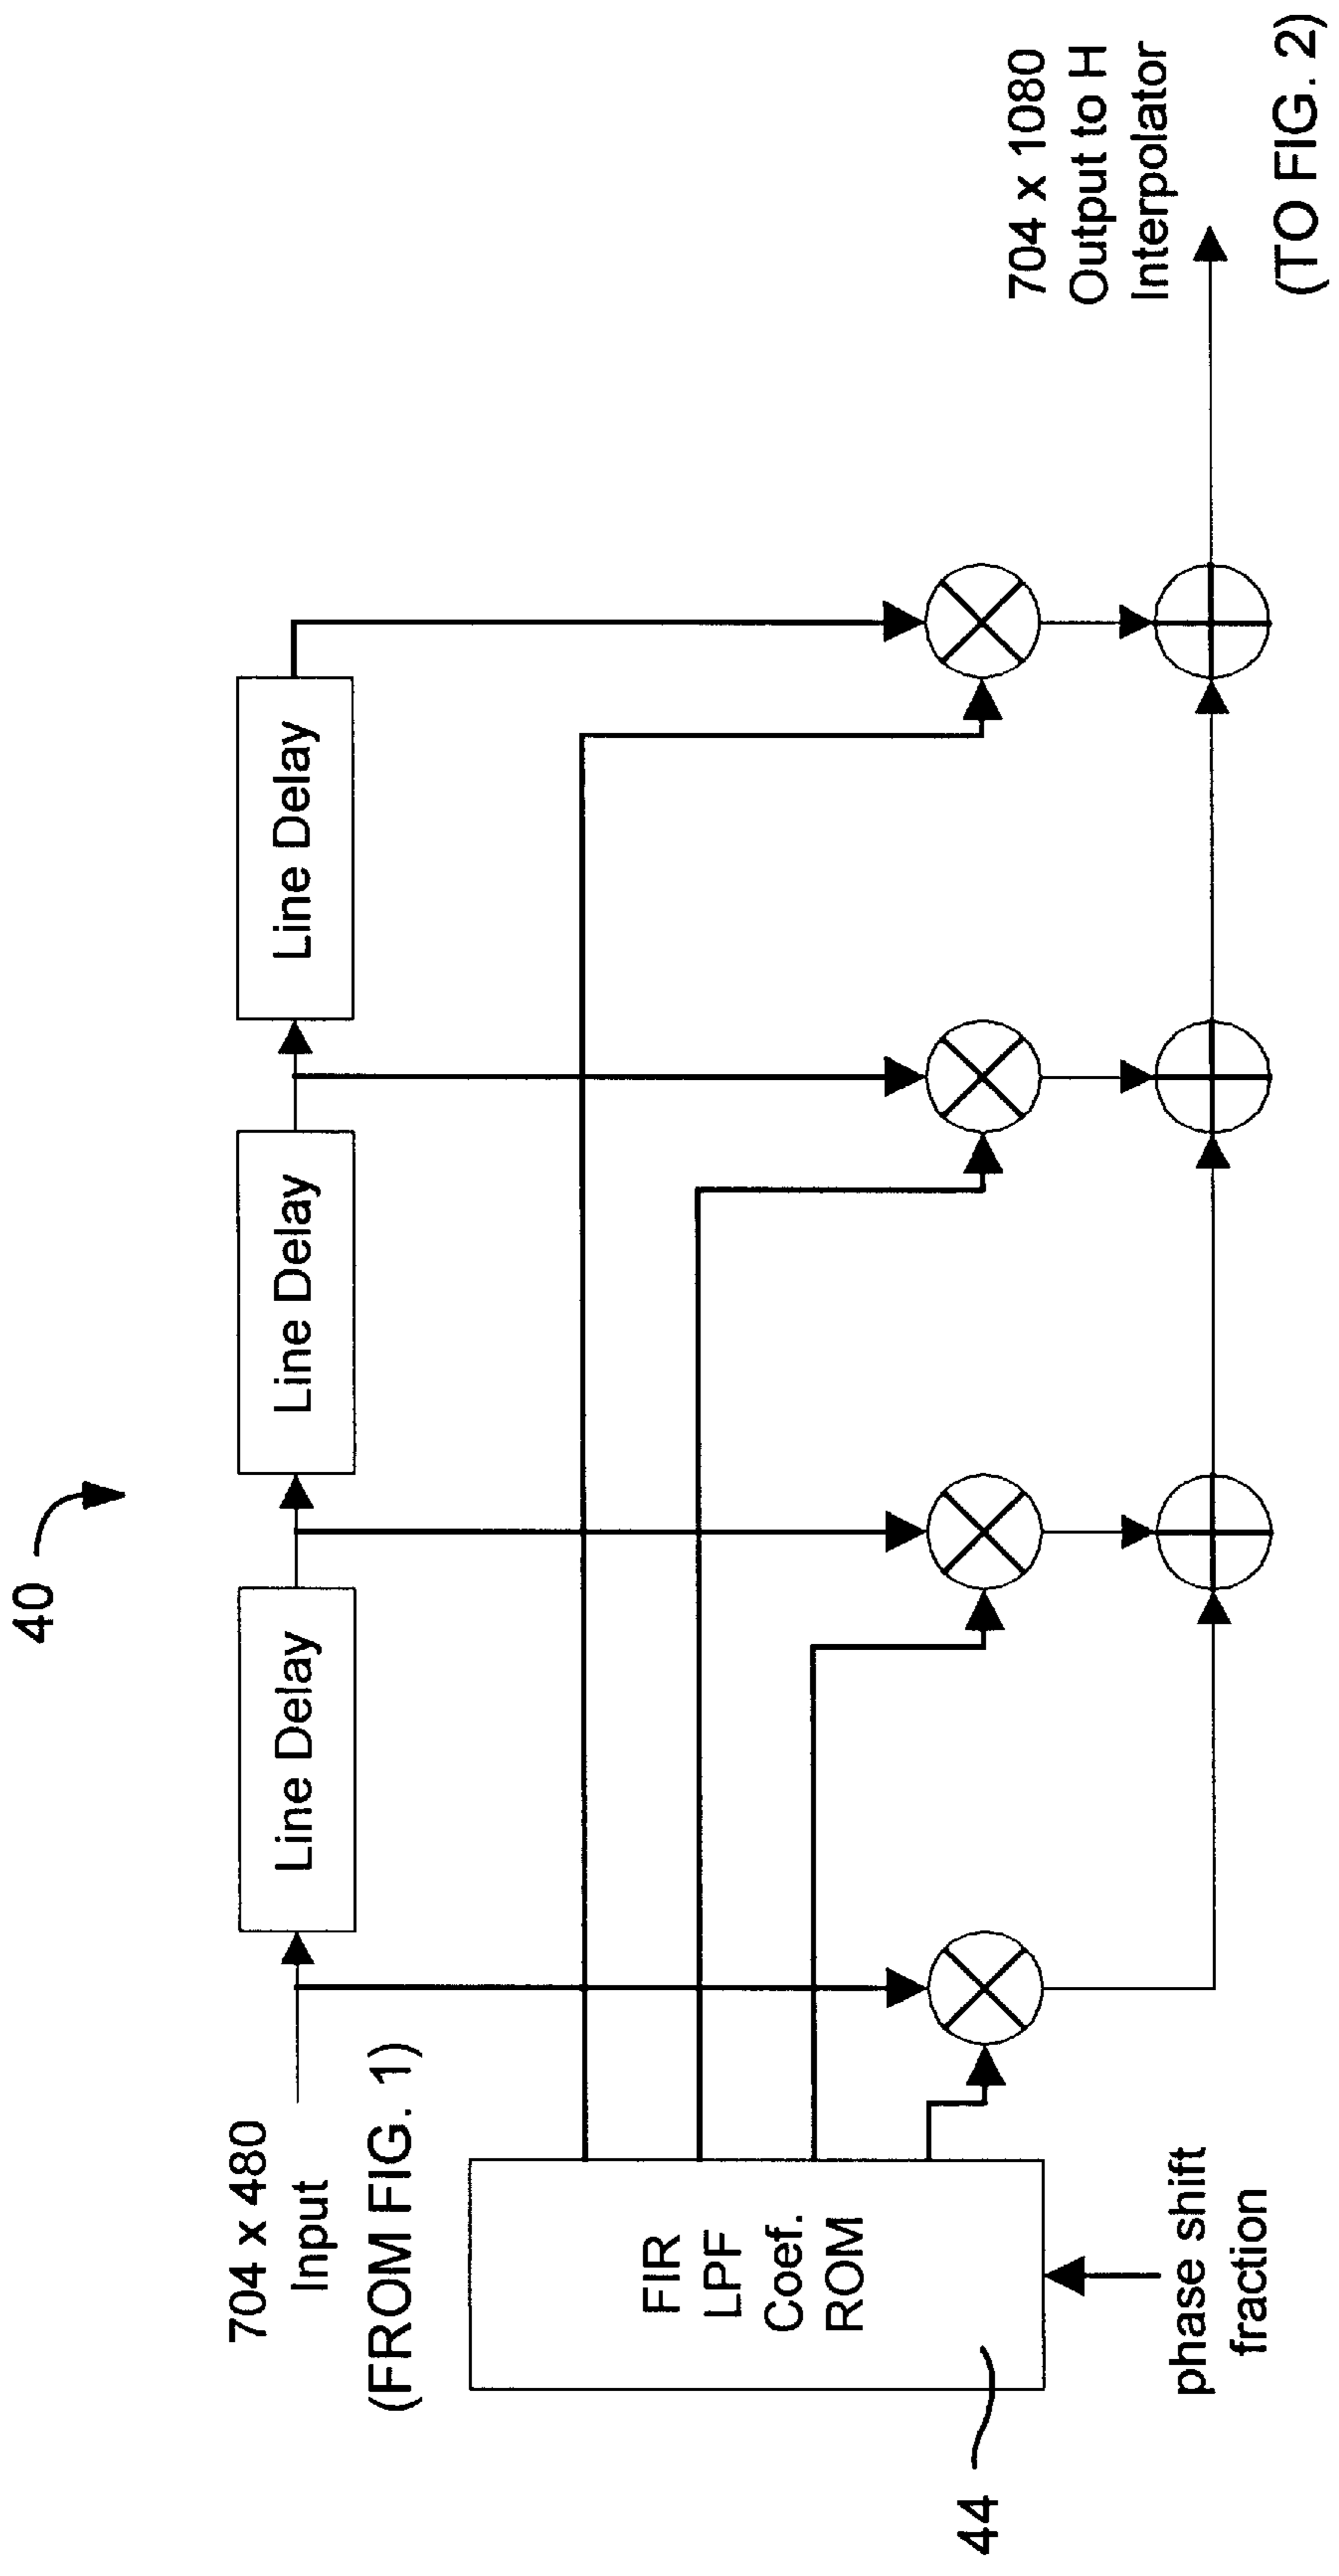 40
704 x 480
Input
(FROM FIG. 1)
Line Delay
Line Delay
Line Delay
FIR
LPF
Coef.
ROM
44
phase shift
fraction
704 x 1080
Output to H
Interpolator
(TO FIG. 2)